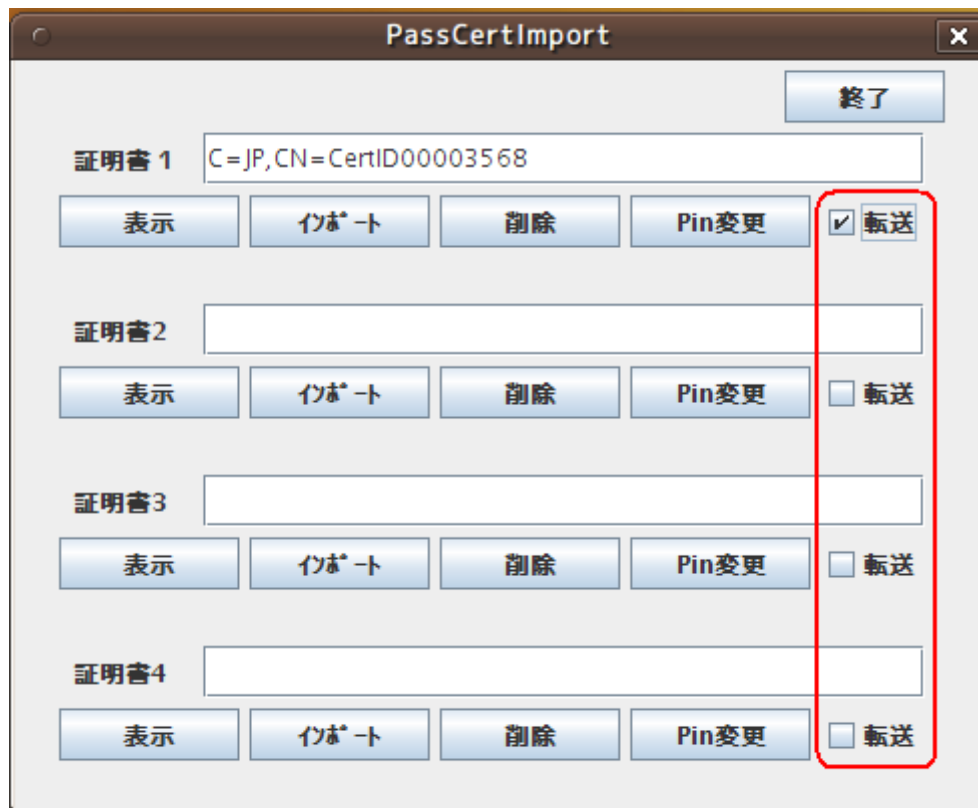 PassCertImport
終了
証明書 1 C=JP,CN=CertID00003568
表示 ｲﾝﾎﾟｰﾄ 削除 Pin変更 転送
証明書2
表示 ｲﾝﾎﾟｰﾄ 削除 Pin変更 転送
証明書3
表示 ｲﾝﾎﾟｰﾄ 削除 Pin変更 転送
証明書4
表示 ｲﾝﾎﾟｰﾄ 削除 Pin変更 転送